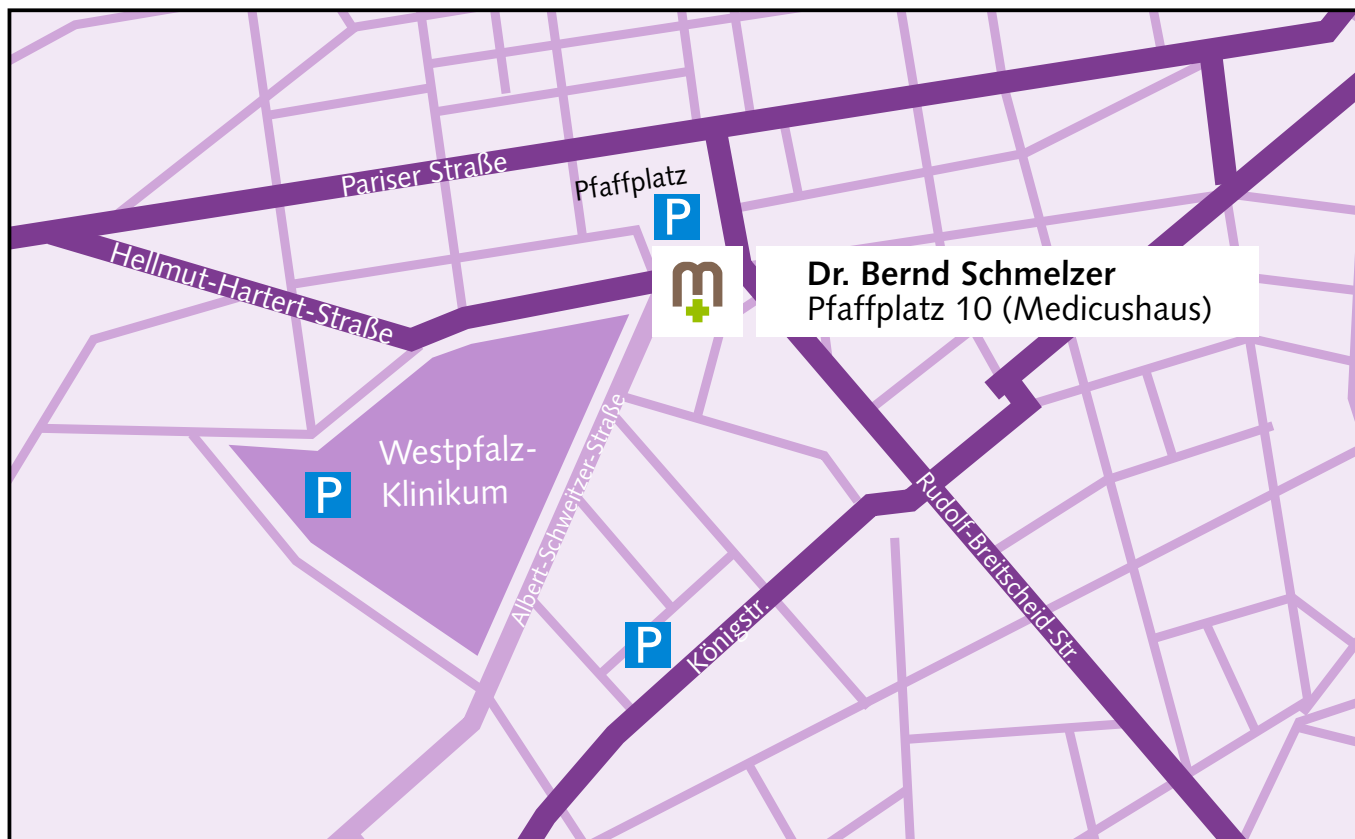 Pariser Straße
Pfaffplatz
P
Hellmut-Hartert-Straße
m
Dr. Bernd Schmelzer
Pfaffplatz 10 (Medicushaus)
Westpfalz-
Klinikum
P
Albert-Schweitzer-Straße
Rudolf-Breitscheid-Str.
P
Königstr.